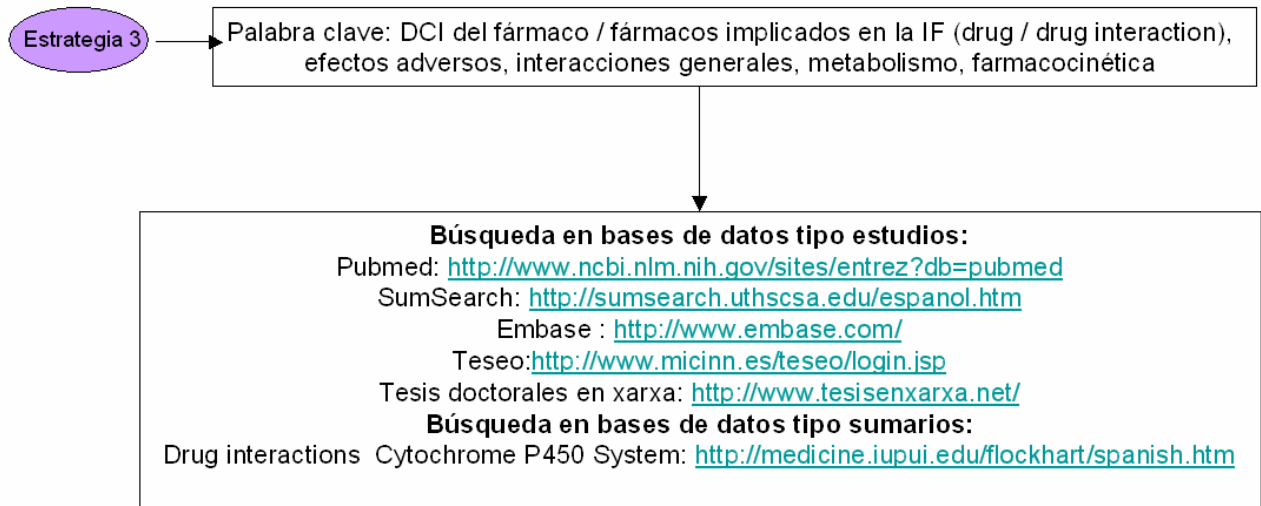 Estrategia 3
Palabra clave: DCI del fármaco / fármacos implicados en la IF (drug / drug interaction),
efectos adversos, interacciones generales, metabolismo, farmacocinética
Búsqueda en bases de datos tipo estudios:
Pubmed: http://www.ncbi.nlm.nih.gov/sites/entrez?db=pubmed
SumSearch: http://sumsearch.uthscsa.edu/espanol.htm
Embase : http://www.embase.com/
Teseo:http://www.micinn.es/teseo/login.jsp
Tesis doctorales en xarxa: http://www.tesisenxarxa.net/
Búsqueda en bases de datos tipo sumarios:
Drug interactions Cytochrome P450 System: http://medicine.iupui.edu/flockhart/spanish.htm